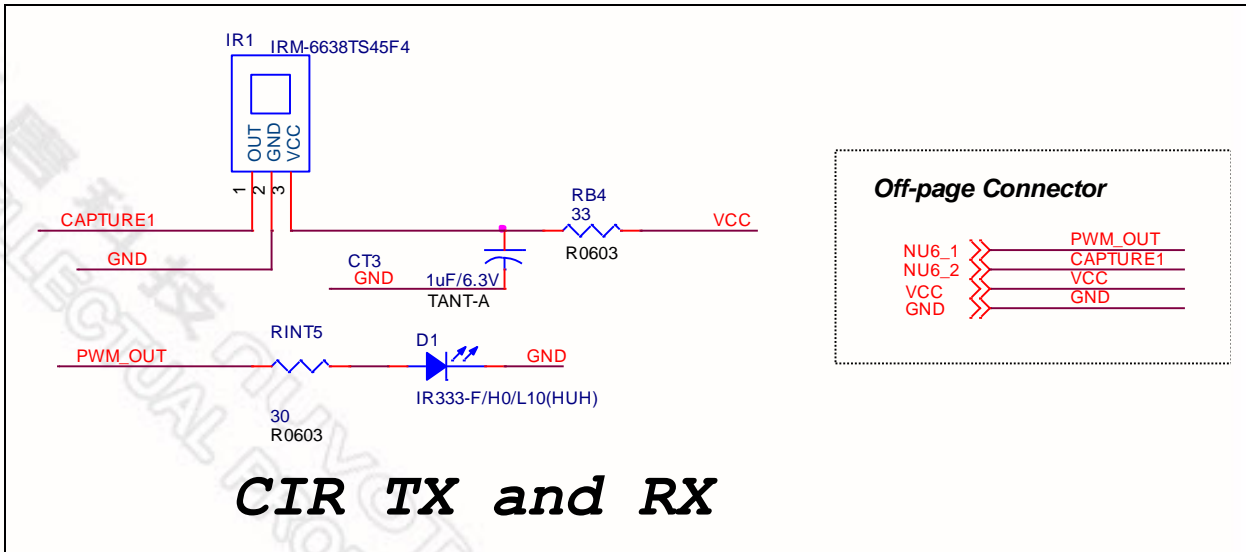 IR1
IRM-6638TS45F4
OUT
GND
VCC
1
2
3
CAPTURE1
GND
RB4
33
R0603
VCC
CT3
GND
1uF/6.3V
TANT-A
RINT5
PWM_OUT
30
R0603
D1
GND
IR333-F/H0/L10(HUH)
CIR TX and RX
Off-page Connector
NU6_1 PWM_OUT
NU6_2 CAPTURE1
VCC VCC
GND GND